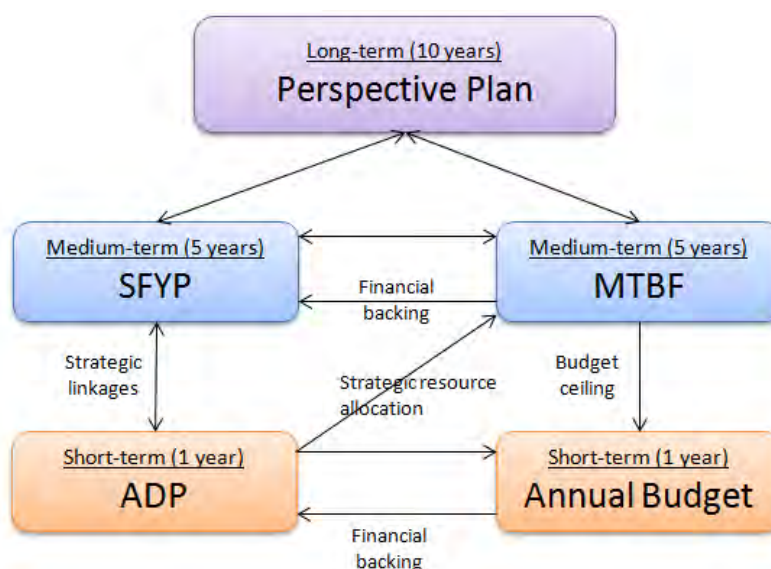 Long-term (10 years)
Perspective Plan
Medium-term (5 years)
SFYP
Medium-term (5 years)
MTBF
Financial
backing
Strategic
linkages
Strategic resource
allocation
Budget
ceiling
Short-term (1 year)
ADP
Short-term (1 year)
Annual Budget
Financial
backing